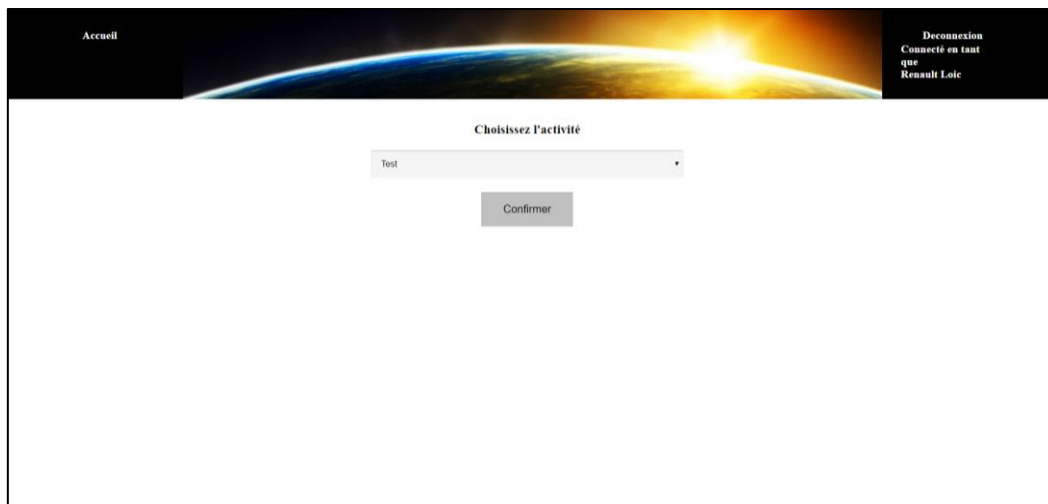 Accueil
Deconnexion
Connecté en tant
que
Renault Loic
Choisissez l'activité
Test
Confirmer